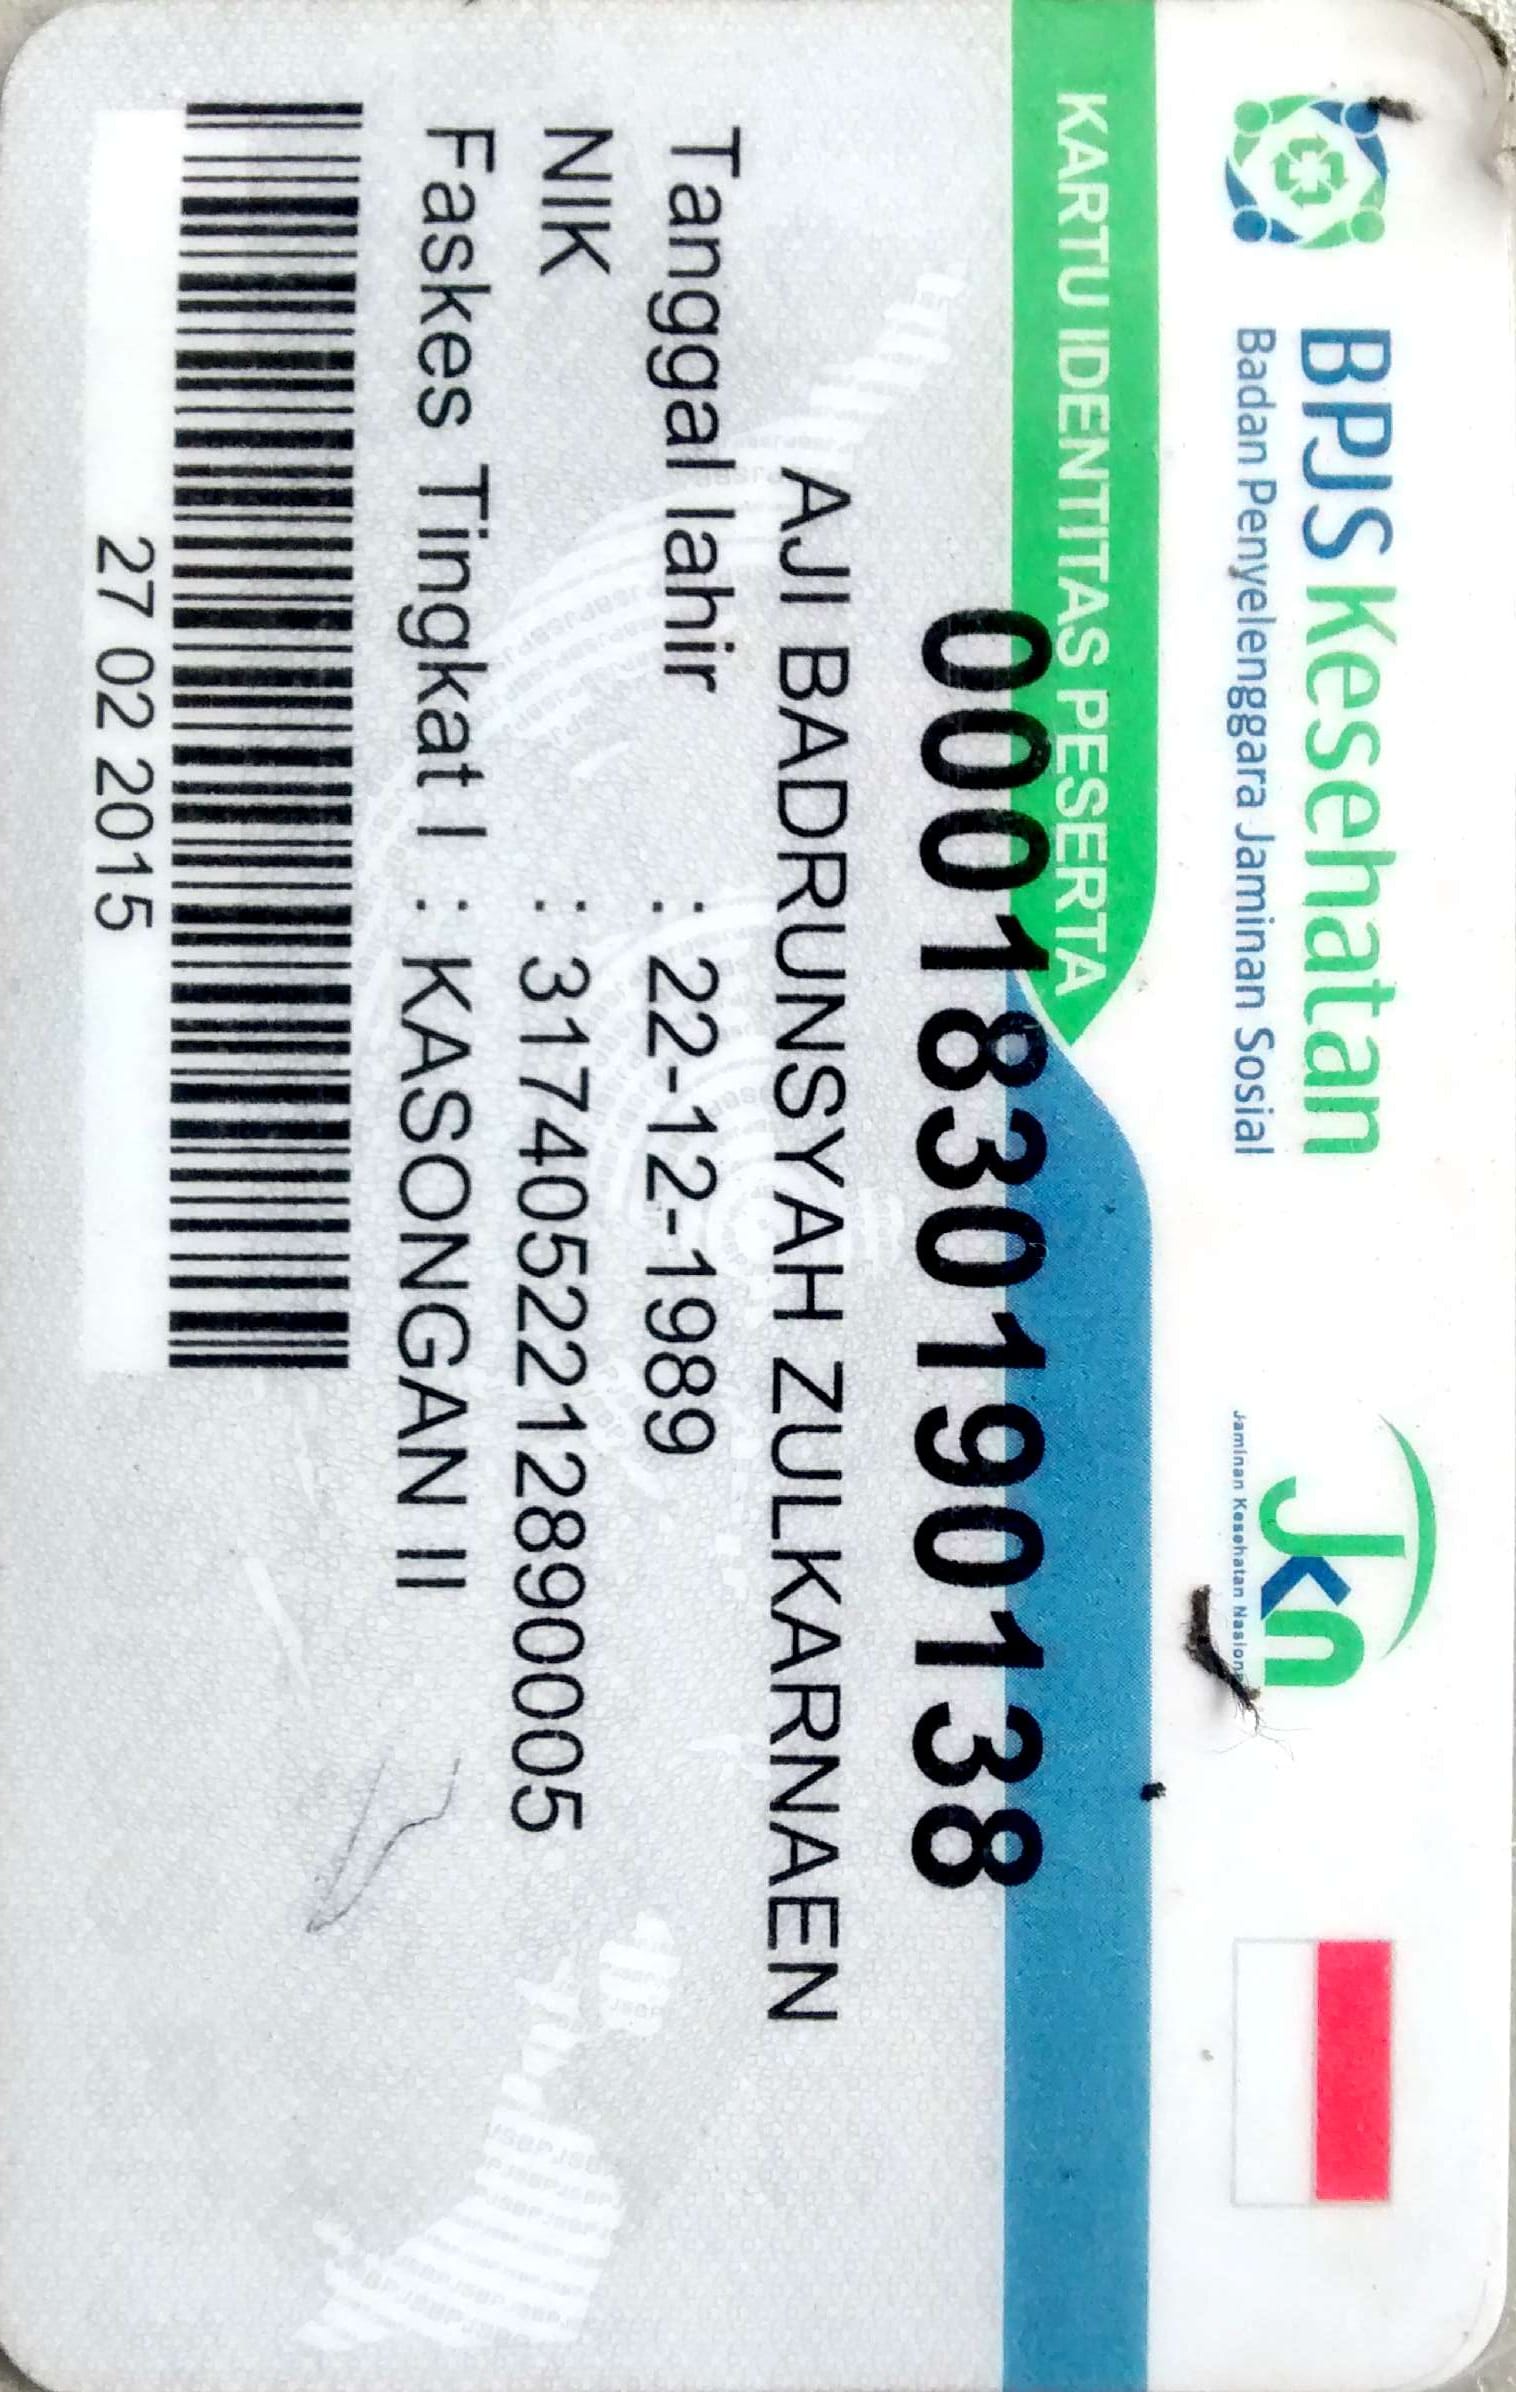 BPJS Kesehatan
Badan Penyelenggara Jaminan Sosial
JKN
Jaminan Kesehatan Nasional
KARTU IDENTITAS PESERTA
0001830190138
AJI BADRUNSYAH ZULKARNAEN
Tanggal lahir : 22-12-1989
NIK : 3174052212890005
Faskes Tingkat I : KASONGAN II
27 02 2015